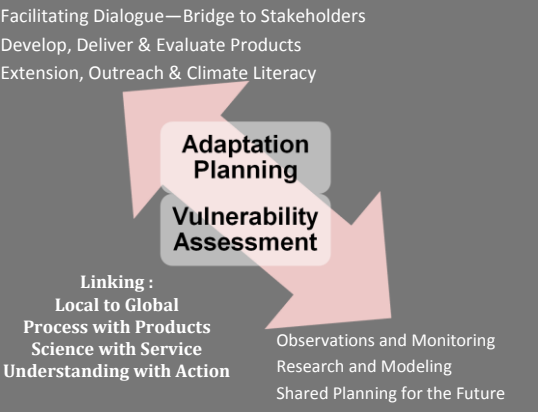 Facilitating Dialogue—Bridge to Stakeholders
Develop, Deliver & Evaluate Products
Extension, Outreach & Climate Literacy
Adaptation
Planning
Vulnerability
Assessment
Linking :
Local to Global
Process with Products
Science with Service
Understanding with Action
Observations and Monitoring
Research and Modeling
Shared Planning for the Future